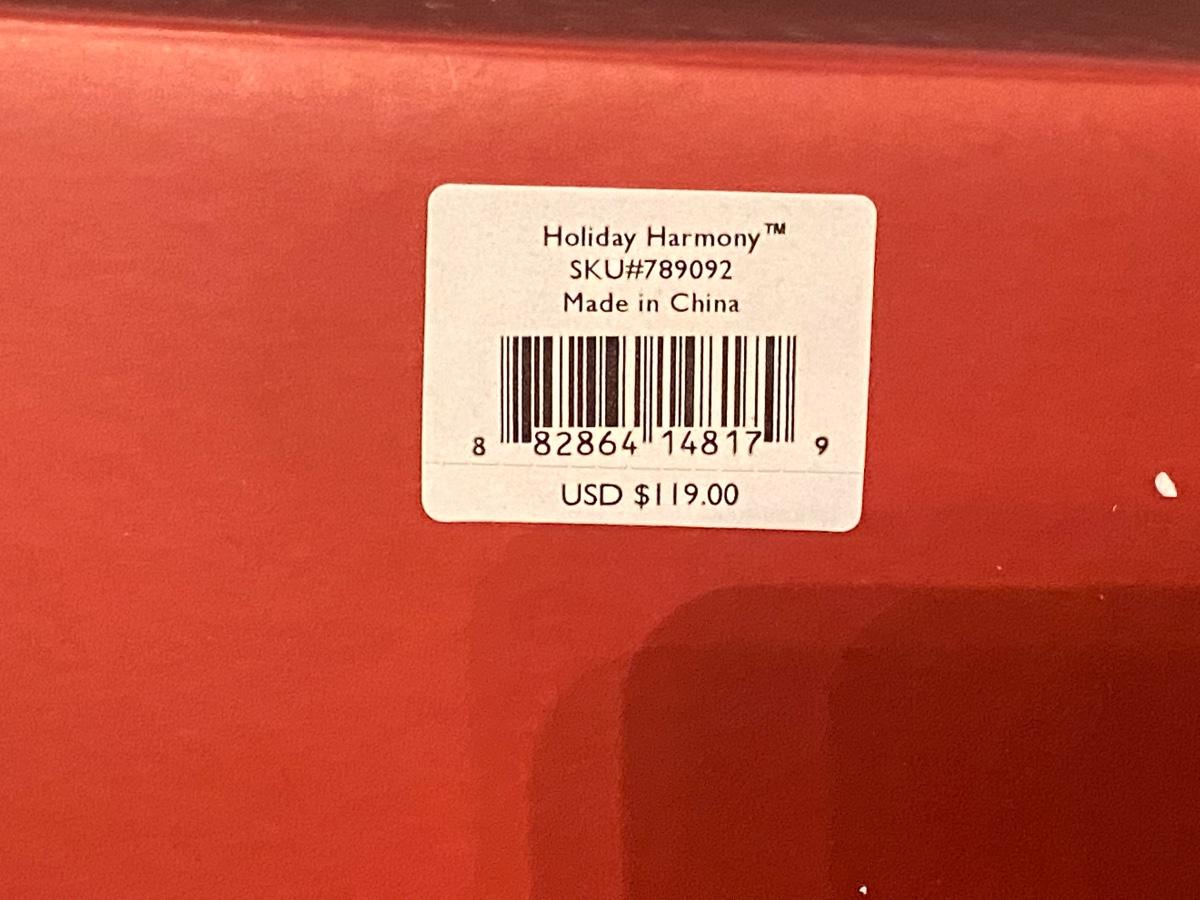 Holiday Harmony™
SKU#789092
Made in China
8 82864 14817 9
USD $119.00